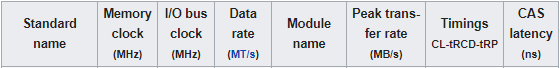 Standard name
Memory clock (MHz)
I/O bus clock (MHz)
Data rate (MT/s)
Module name
Peak trans-
fer rate
(MB/s)
Timings
CL-tRCD-tRP
CAS latency (ns)